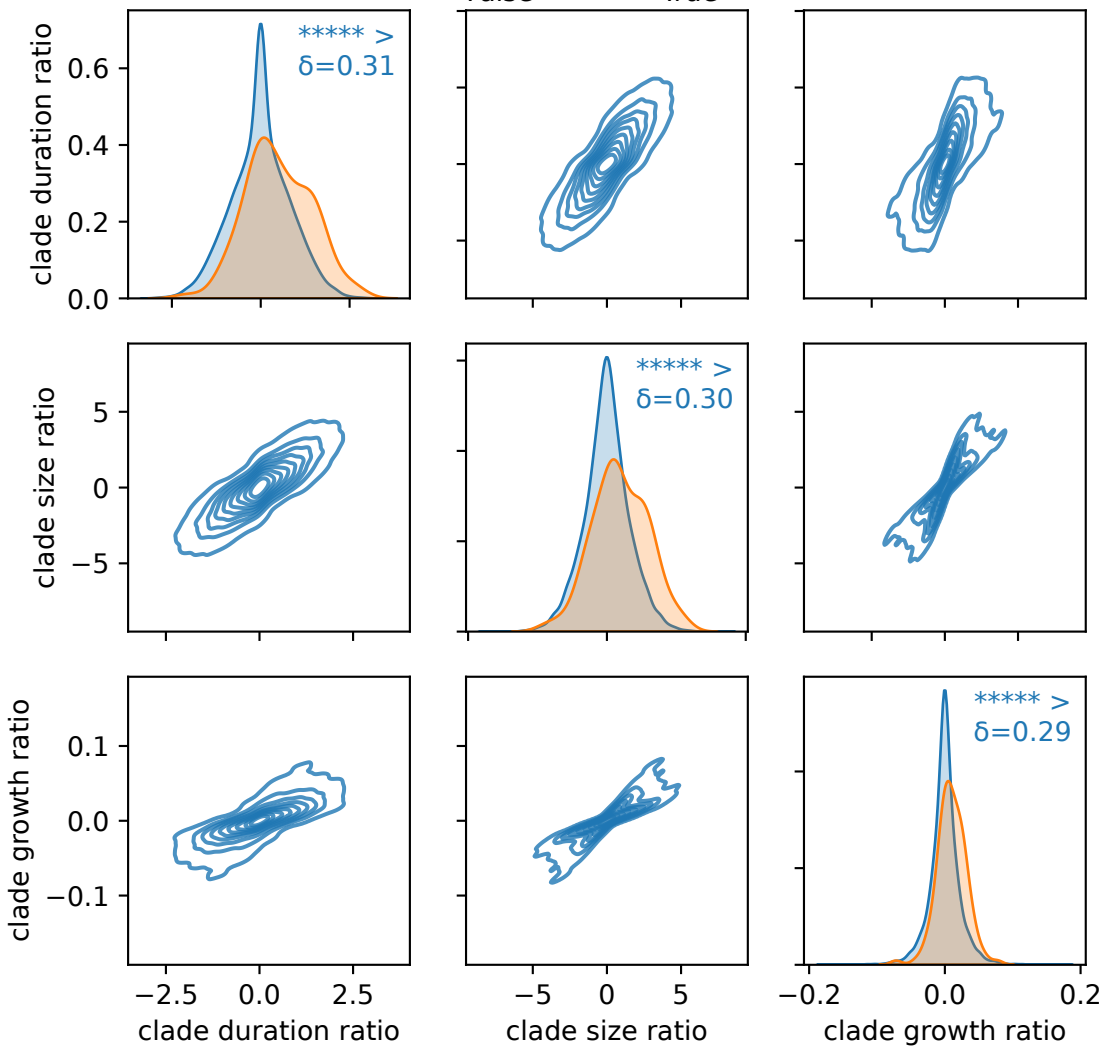 False True
***** >
δ=0.31
clade duration ratio
0.6
0.4
0.2
0.0
***** >
δ=0.30
clade size ratio
5
0
−5
***** >
δ=0.29
clade growth ratio
0.1
0.0
−0.1
−2.5 0.0 2.5
−5 0 5
−0.2 0.0 0.2
clade duration ratio
clade size ratio
clade growth ratio